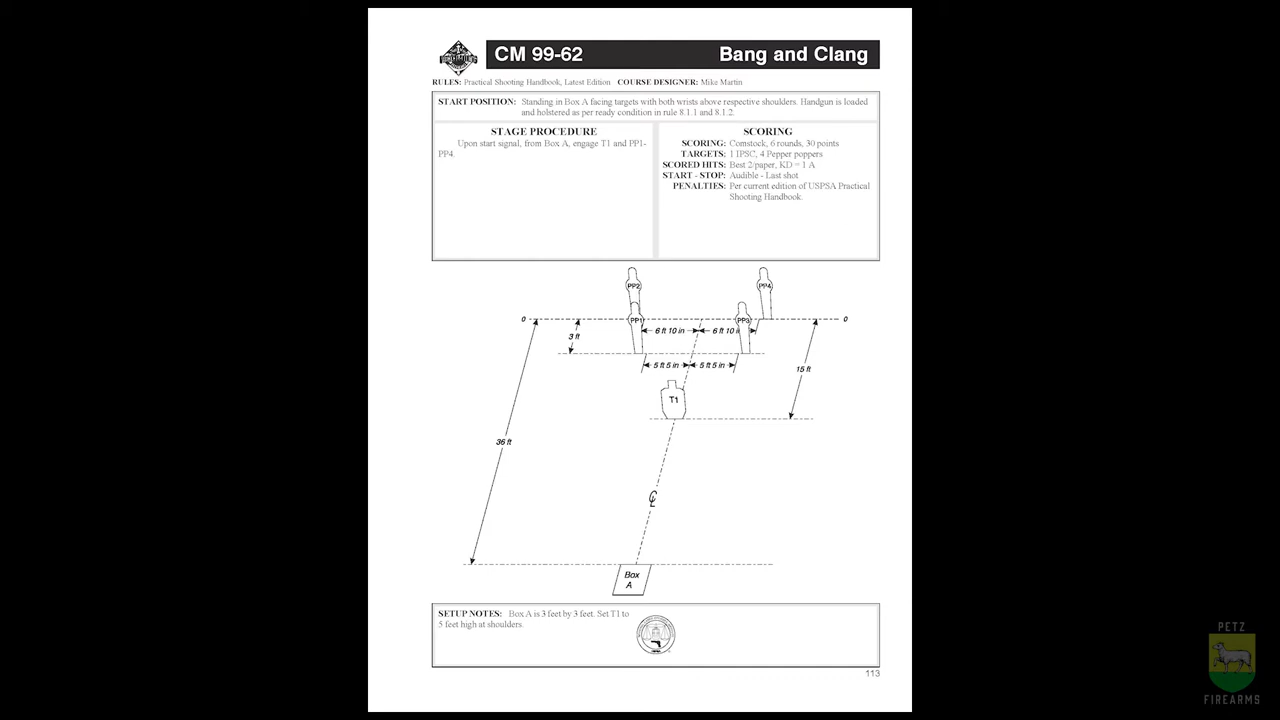 CM 99-62 Bang and Clang
RULES: Practical Shooting Handbook, Latest Edition COURSE DESIGNER: Mike Martin
START POSITION: Standing in Box A facing targets with both wrists above respective shoulders. Handgun is loaded
and holstered as per ready condition in rule 8.1.1 and 8.1.2.
STAGE PROCEDURE
Upon start signal, from Box A, engage T1 and PP1-
PP4.
SCORING
SCORING: Comstock, 6 rounds, 30 points
TARGETS: 1 IPSC, 4 Pepper poppers
SCORED HITS: Best 2/paper, KD = 1 A
START - STOP: Audible - Last shot
PENALTIES: Per current edition of USPSA Practical
Shooting Handbook.
PP2 PP4
0 PP1 PP3 0
3 ft 6 ft 10 in 6 ft 10 i
5 ft 5 in 5 ft 5 in 15 ft
T1
36 ft
Box
A
SETUP NOTES: Box A is 3 feet by 3 feet. Set T1 to
5 feet high at shoulders.
113
PETZ
FIREARMS